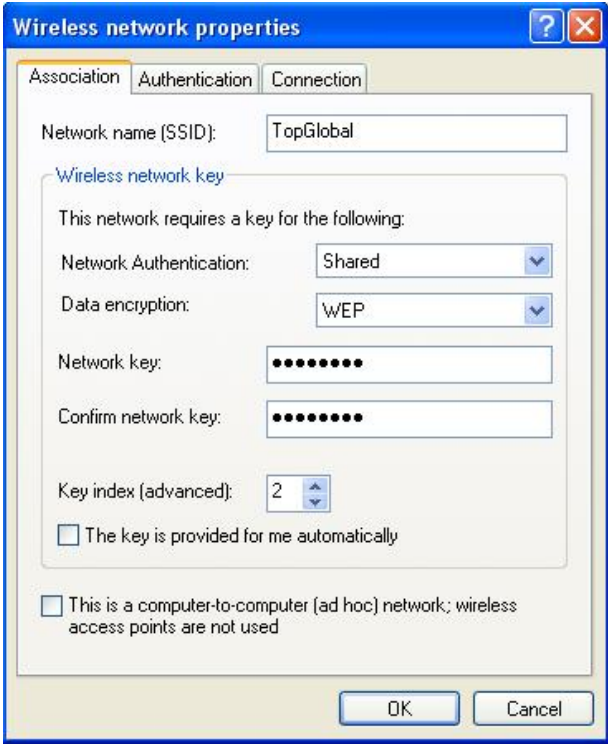 Wireless network properties
Association Authentication Connection
Network name (SSID): TopGlobal
Wireless network key
This network requires a key for the following:
Network Authentication: Shared
Data encryption: WEP
Network key: ●●●●●●●●
Confirm network key: ●●●●●●●●
Key index (advanced): 2
The key is provided for me automatically
This is a computer-to-computer (ad hoc) network; wireless
access points are not used
OK Cancel